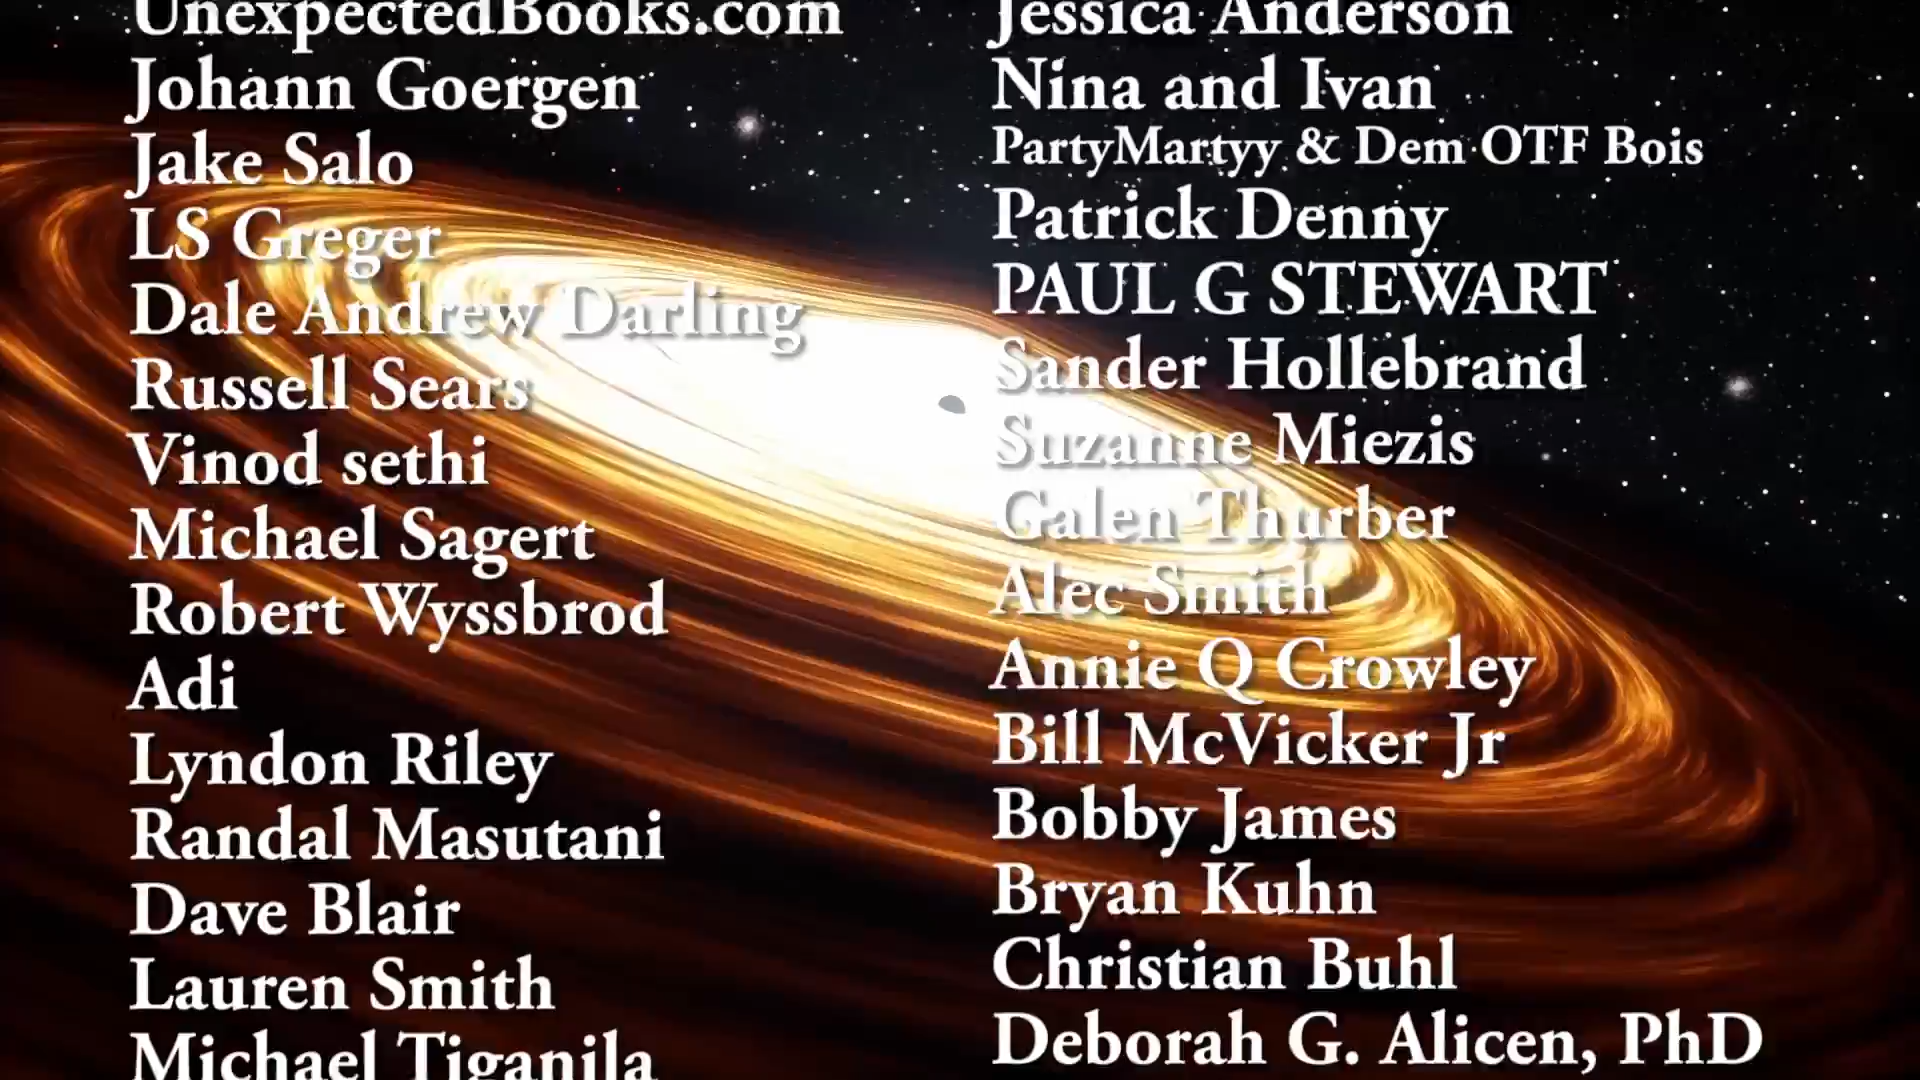 UnexpectedBooks.com
Johann Goergen
Jake Salo
LS Greger
Dale Andrew Darling
Russell Sears
Vinod sethi
Michael Sagert
Robert Wyssbrod
Adi
Lyndon Riley
Randal Masutani
Dave Blair
Lauren Smith
Michael Tiganila
Jessica Anderson
Nina and Ivan
PartyMartyy & Dem OTF Bois
Patrick Denny
PAUL G STEWART
Sander Hollebrand
Suzanne Miezis
Galen Thurber
Alec Smith
Annie Q Crowley
Bill McVicker Jr
Bobby James
Bryan Kuhn
Christian Buhl
Deborah G. Alicen, PhD